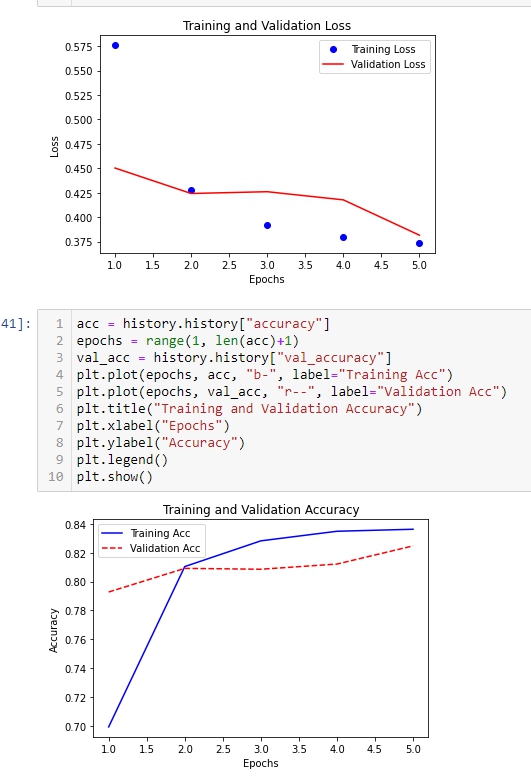 Training and Validation Loss
Training Loss
Validation Loss
0.575
0.550
0.525
0.500
0.475
0.450
0.425
0.400
0.375
Loss
1.0 1.5 2.0 2.5 3.0 3.5 4.0 4.5 5.0
Epochs
41]:
1 acc = history.history["accuracy"]
2 epochs = range(1, len(acc)+1)
3 val_acc = history.history["val_accuracy"]
4 plt.plot(epochs, acc, "b-", label="Training Acc")
5 plt.plot(epochs, val_acc, "r--", label="Validation Acc")
6 plt.title("Training and Validation Accuracy")
7 plt.xlabel("Epochs")
8 plt.ylabel("Accuracy")
9 plt.legend()
10 plt.show()
Training and Validation Accuracy
Training Acc
Validation Acc
0.84
0.82
0.80
0.78
0.76
0.74
0.72
0.70
Accuracy
1.0 1.5 2.0 2.5 3.0 3.5 4.0 4.5 5.0
Epochs